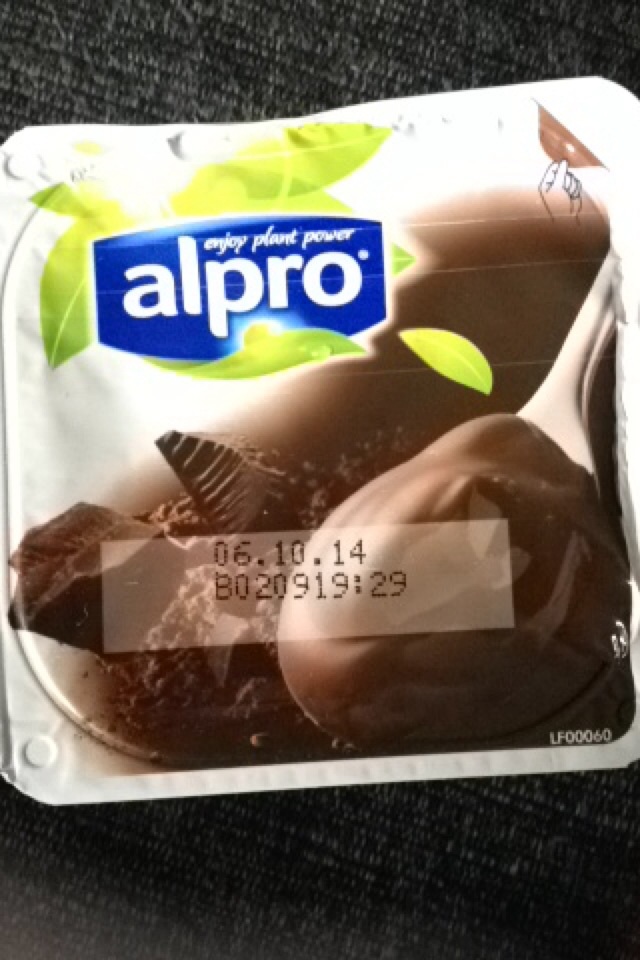 enjoy plant power
alpro®
06.10.14
B020919:29
LF00060